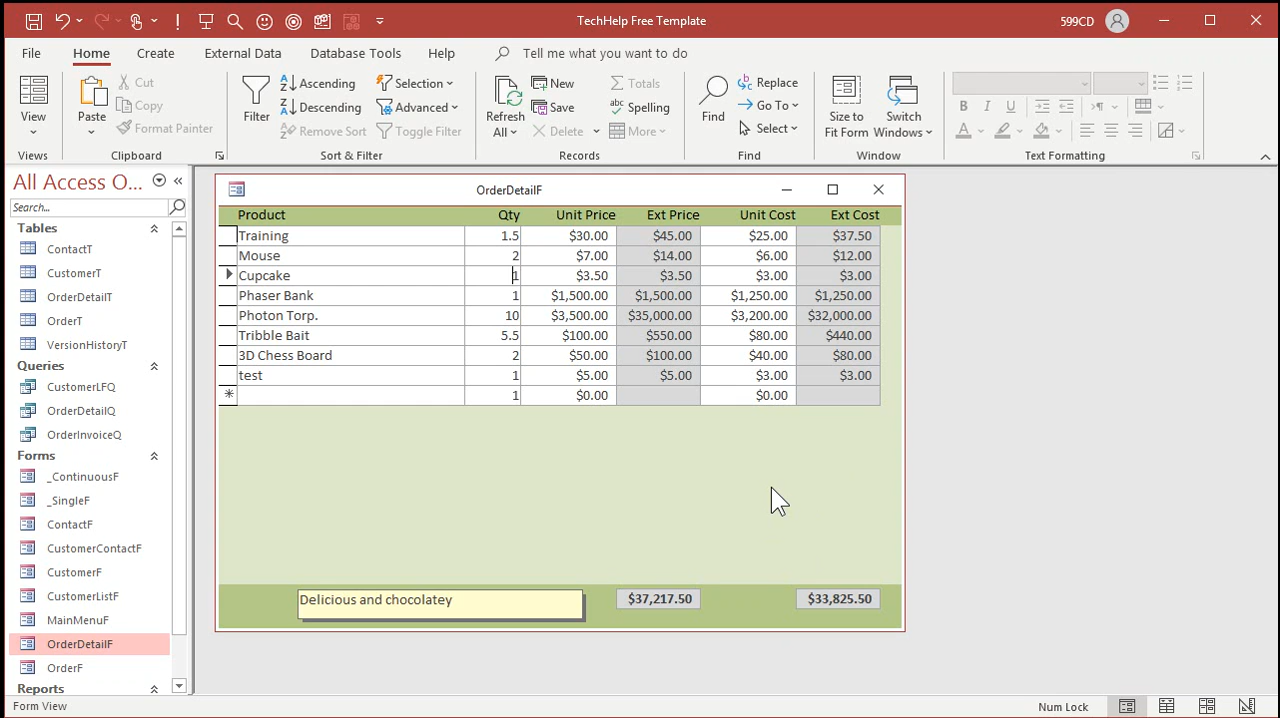 TechHelp Free Template
599CD
File
Home
Create
External Data
Database Tools
Help
Tell me what you want to do
View
Views
Paste
Cut
Copy
Format Painter
Clipboard
Filter
Ascending
Descending
Remove Sort
Selection
Advanced
Toggle Filter
Sort & Filter
Refresh
All
New
Save
Delete
Totals
Spelling
More
Records
Find
Replace
Go To
Select
Find
Size to
Fit Form
Switch
Windows
Window
B I U
A
Text Formatting
All Access O...
Search...
Tables
ContactT
CustomerT
OrderDetailT
OrderT
VersionHistoryT
Queries
CustomerLFQ
OrderDetailQ
OrderInvoiceQ
Forms
_ContinuousF
_SingleF
ContactF
CustomerContactF
CustomerF
CustomerListF
MainMenuF
OrderDetailF
OrderF
Reports
OrderDetailF
Product Qty Unit Price Ext Price Unit Cost Ext Cost
Training 1.5 $30.00 $45.00 $25.00 $37.50
Mouse 2 $7.00 $14.00 $6.00 $12.00
Cupcake 1 $3.50 $3.50 $3.00 $3.00
Phaser Bank 1 $1,500.00 $1,500.00 $1,250.00 $1,250.00
Photon Torp. 10 $3,500.00 $35,000.00 $3,200.00 $32,000.00
Tribble Bait 5.5 $100.00 $550.00 $80.00 $440.00
3D Chess Board 2 $50.00 $100.00 $40.00 $80.00
test 1 $5.00 $5.00 $3.00 $3.00
* 1 $0.00 $0.00
Delicious and chocolatey $37,217.50 $33,825.50
Form View
Num Lock